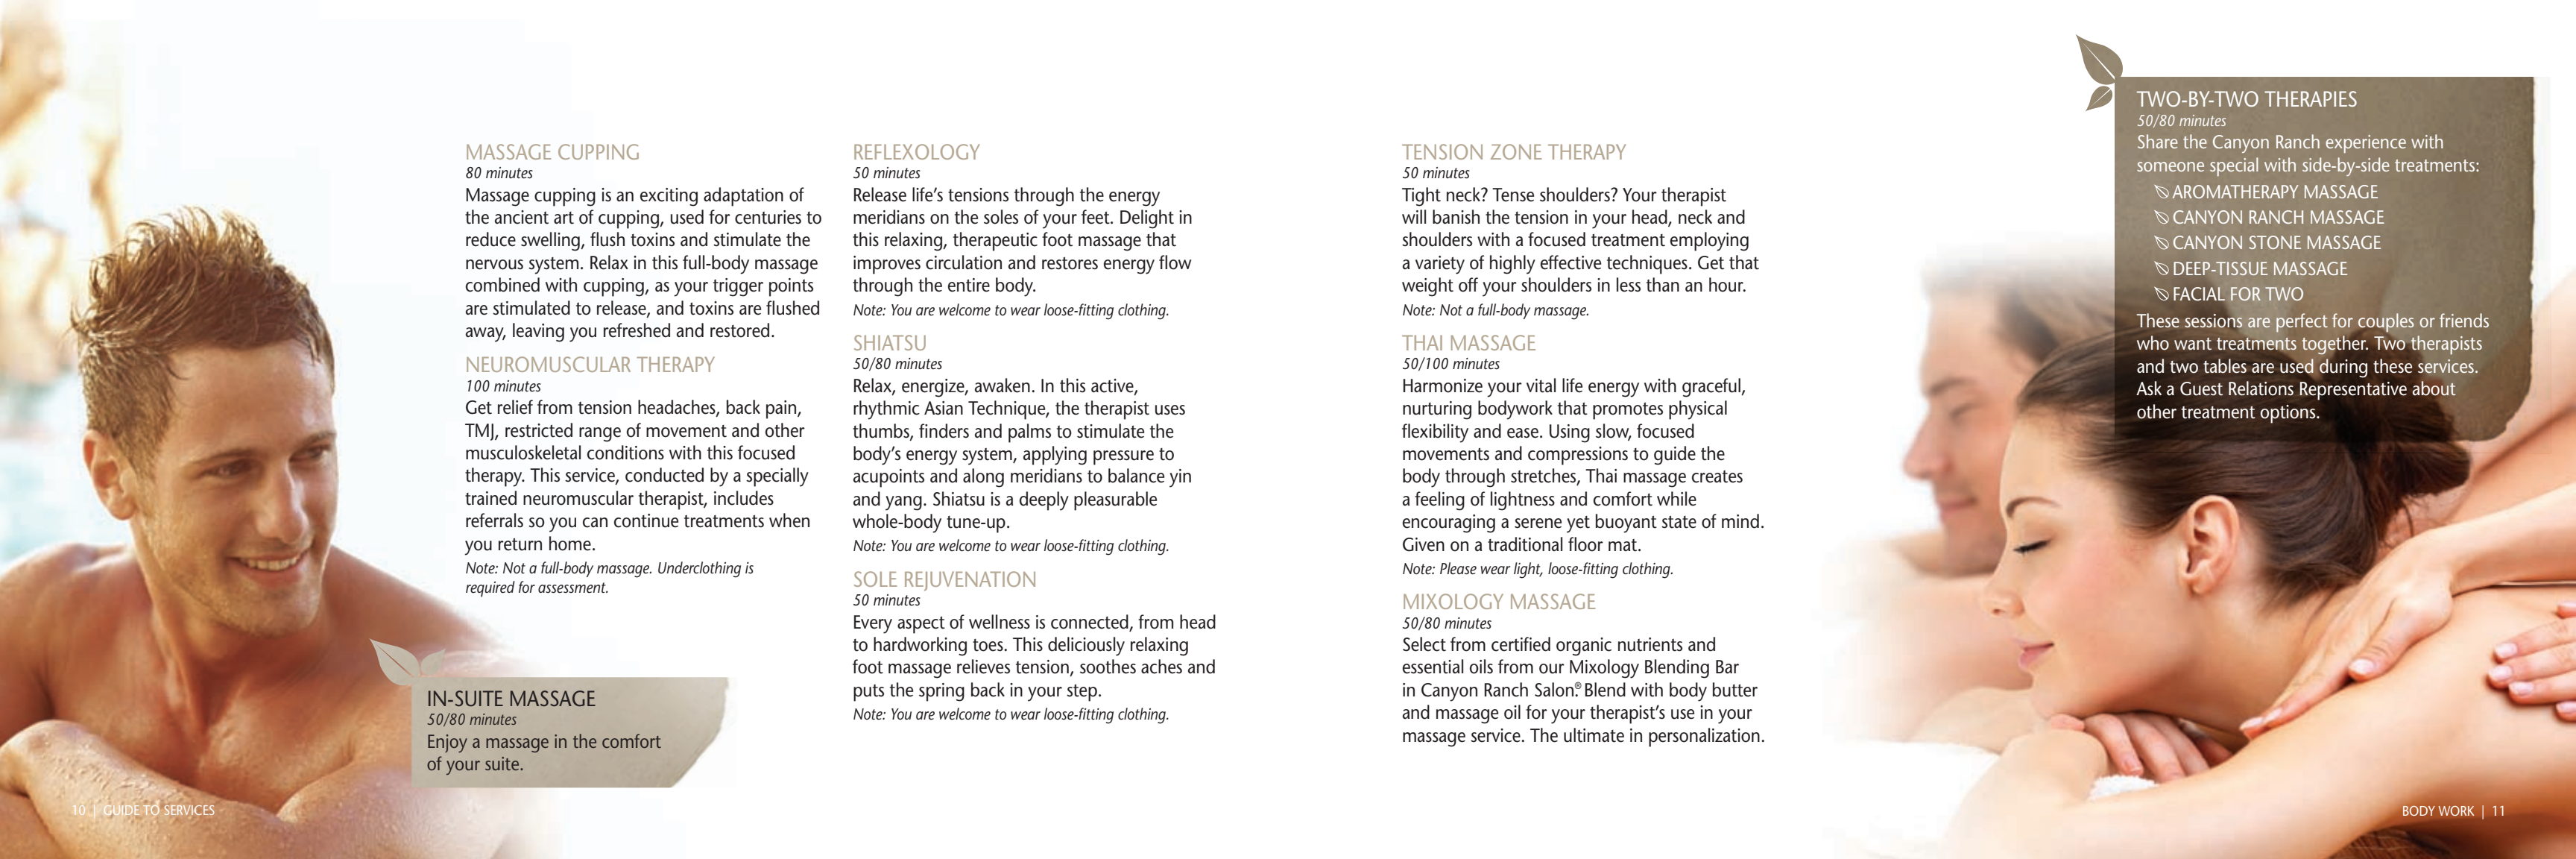 MASSAGE CUPPING
80 minutes
Massage cupping is an exciting adaptation of
the ancient art of cupping, used for centuries to
reduce swelling, flush toxins and stimulate the
nervous system. Relax in this full-body massage
combined with cupping, as your trigger points
are stimulated to release, and toxins are flushed
away, leaving you refreshed and restored.
NEUROMUSCULAR THERAPY
100 minutes
Get relief from tension headaches, back pain,
TMJ, restricted range of movement and other
musculoskeletal conditions with this focused
therapy. This service, conducted by a specially
trained neuromuscular therapist, includes
referrals so you can continue treatments when
you return home.
Note: Not a full-body massage. Underclothing is
required for assessment.
IN-SUITE MASSAGE
50/80 minutes
Enjoy a massage in the comfort
of your suite.
10 | GUIDE TO SERVICES
REFLEXOLOGY
50 minutes
Release life's tensions through the energy
meridians on the soles of your feet. Delight in
this relaxing, therapeutic foot massage that
improves circulation and restores energy flow
through the entire body.
Note: You are welcome to wear loose-fitting clothing.
SHIATSU
50/80 minutes
Relax, energize, awaken. In this active,
rhythmic Asian Technique, the therapist uses
thumbs, finders and palms to stimulate the
body's energy system, applying pressure to
acupoints and along meridians to balance yin
and yang. Shiatsu is a deeply pleasurable
whole-body tune-up.
Note: You are welcome to wear loose-fitting clothing.
SOLE REJUVENATION
50 minutes
Every aspect of wellness is connected, from head
to hardworking toes. This deliciously relaxing
foot massage relieves tension, soothes aches and
puts the spring back in your step.
Note: You are welcome to wear loose-fitting clothing.
TENSION ZONE THERAPY
50 minutes
Tight neck? Tense shoulders? Your therapist
will banish the tension in your head, neck and
shoulders with a focused treatment employing
a variety of highly effective techniques. Get that
weight off your shoulders in less than an hour.
Note: Not a full-body massage.
THAI MASSAGE
50/100 minutes
Harmonize your vital life energy with graceful,
nurturing bodywork that promotes physical
flexibility and ease. Using slow, focused
movements and compressions to guide the
body through stretches, Thai massage creates
a feeling of lightness and comfort while
encouraging a serene yet buoyant state of mind.
Given on a traditional floor mat.
Note: Please wear light, loose-fitting clothing.
MIXOLOGY MASSAGE
50/80 minutes
Select from certified organic nutrients and
essential oils from our Mixology Blending Bar
in Canyon Ranch Salon.® Blend with body butter
and massage oil for your therapist's use in your
massage service. The ultimate in personalization.
TWO-BY-TWO THERAPIES
50/80 minutes
Share the Canyon Ranch experience with
someone special with side-by-side treatments:
AROMATHERAPY MASSAGE
CANYON RANCH MASSAGE
CANYON STONE MASSAGE
DEEP-TISSUE MASSAGE
FACIAL FOR TWO
These sessions are perfect for couples or friends
who want treatments together. Two therapists
and two tables are used during these services.
Ask a Guest Relations Representative about
other treatment options.
BODY WORK | 11